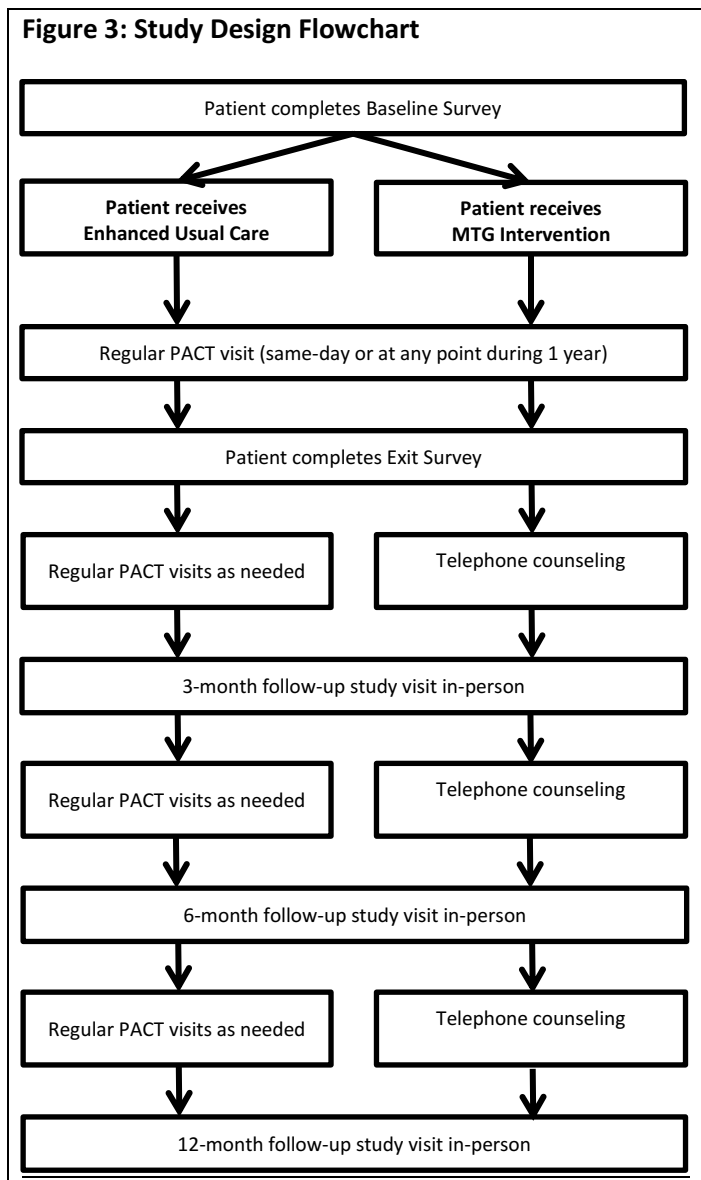 Figure 3: Study Design Flowchart
Patient completes Baseline Survey
Patient receives
Enhanced Usual Care
Patient receives
MTG Intervention
Regular PACT visit (same-day or at any point during 1 year)
Patient completes Exit Survey
Regular PACT visits as needed
Telephone counseling
3-month follow-up study visit in-person
Regular PACT visits as needed
Telephone counseling
6-month follow-up study visit in-person
Regular PACT visits as needed
Telephone counseling
12-month follow-up study visit in-person